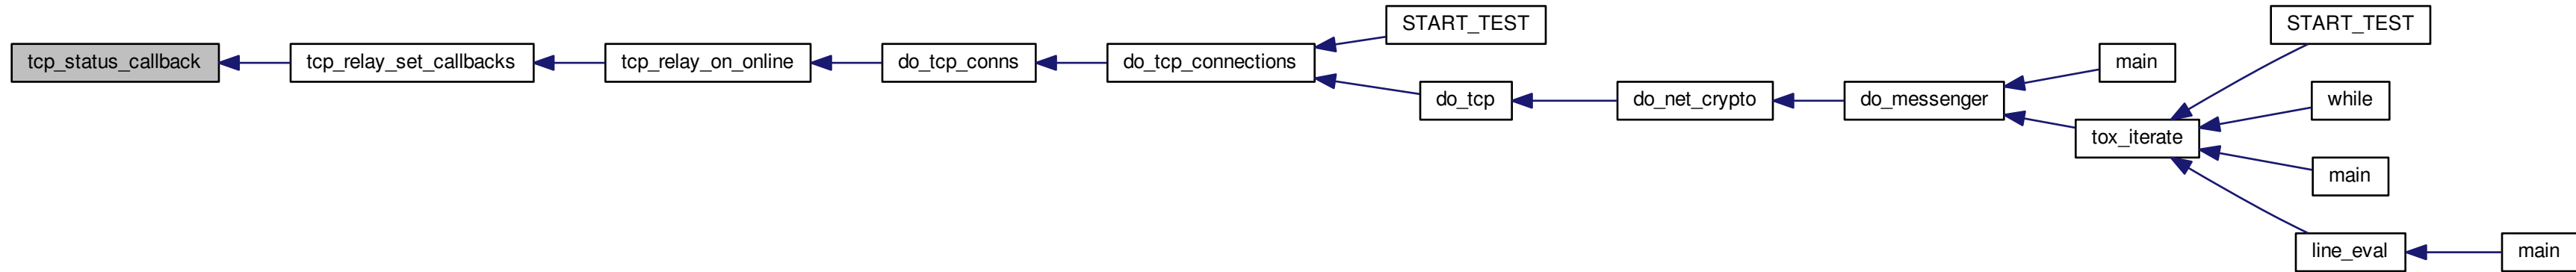 tcp_status_callback
tcp_relay_set_callbacks
tcp_relay_on_online
do_tcp_conns
do_tcp_connections
START_TEST
do_tcp
do_net_crypto
do_messenger
main
tox_iterate
START_TEST
while
main
line_eval
main